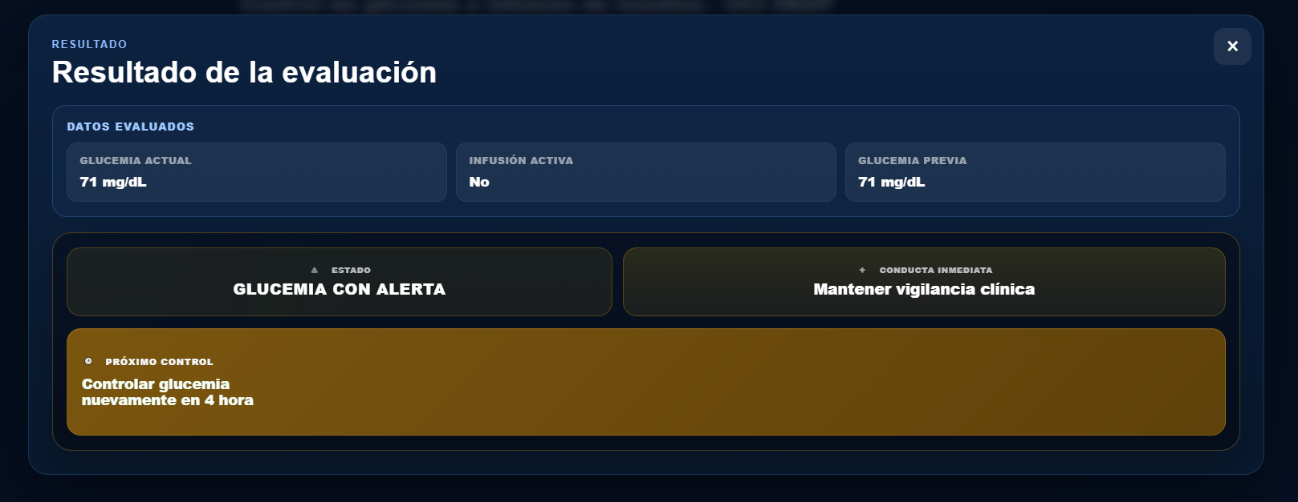 RESULTADO
Resultado de la evaluación
×
DATOS EVALUADOS
GLUCEMIA ACTUAL
71 mg/dL
INFUSIÓN ACTIVA
No
GLUCEMIA PREVIA
71 mg/dL
ESTADO
GLUCEMIA CON ALERTA
CONDUCTA INMEDIATA
Mantener vigilancia clínica
PRÓXIMO CONTROL
Controlar glucemia
nuevamente en 4 hora